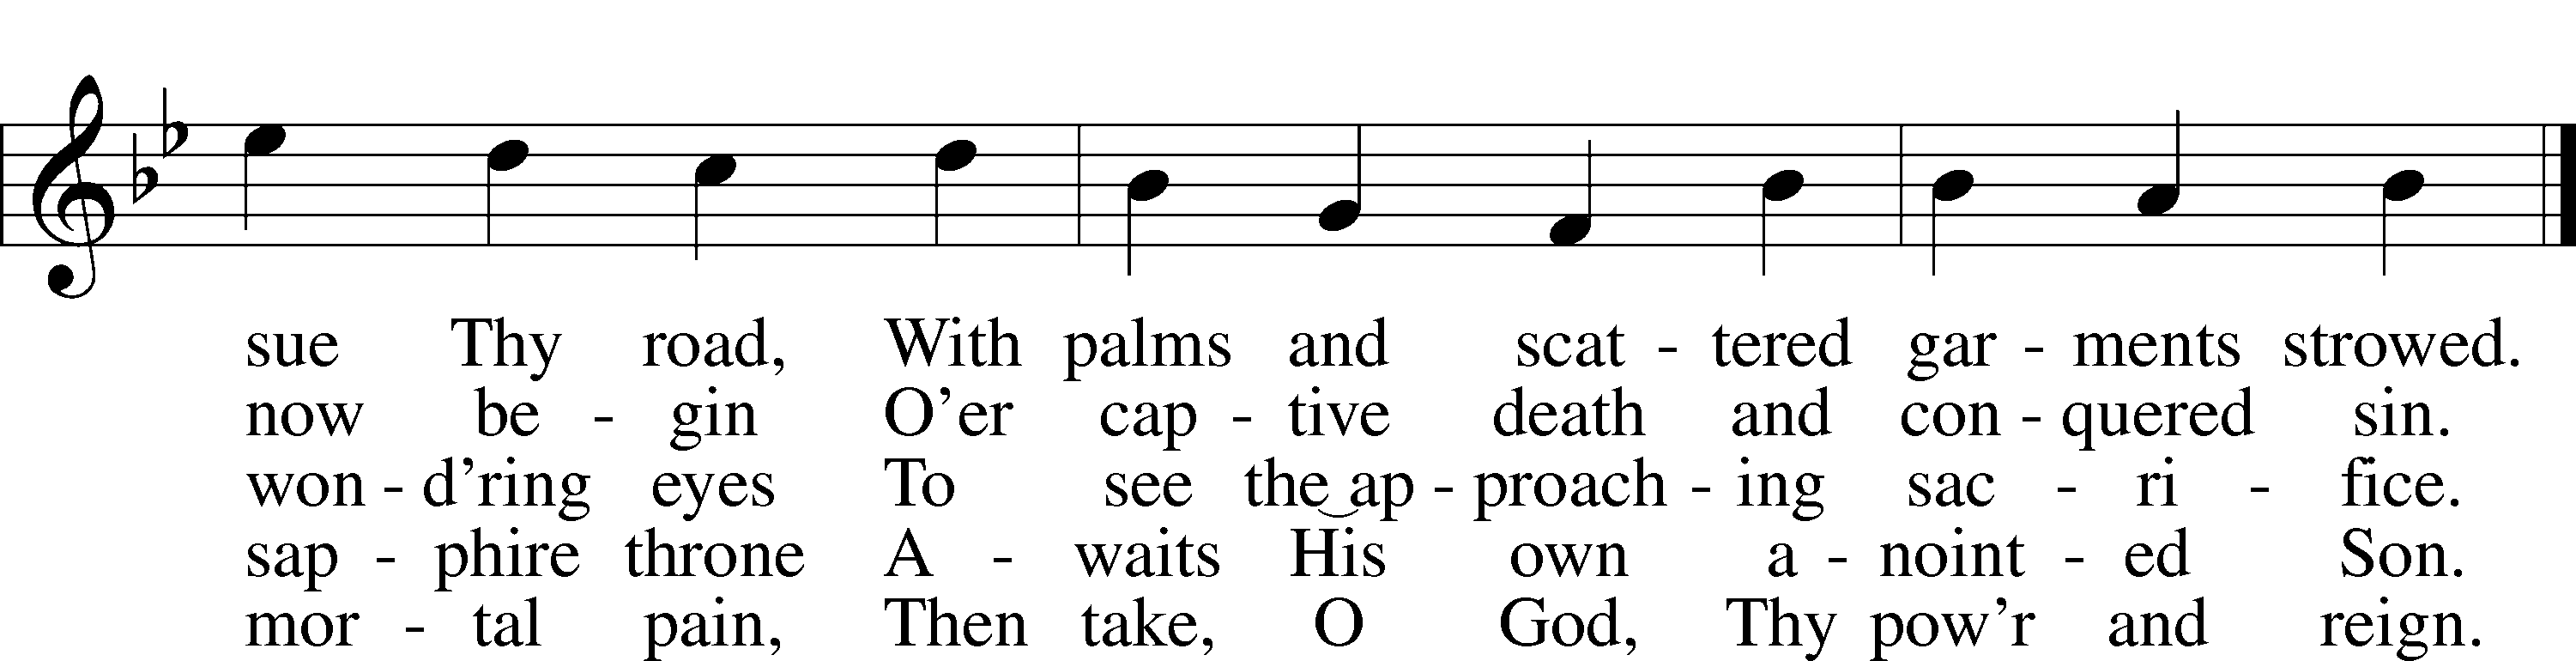 sue Thy road, With palms and scat - tered gar - ments strowed.
now be - gin O’er cap - tive death and con - quered sin.
won - d’ring eyes To see the‿ap - proach - ing sac - ri - fice.
sap - phire throne A - waits His own a - noint - ed Son.
mor - tal pain, Then take, O God, Thy pow'r and reign.